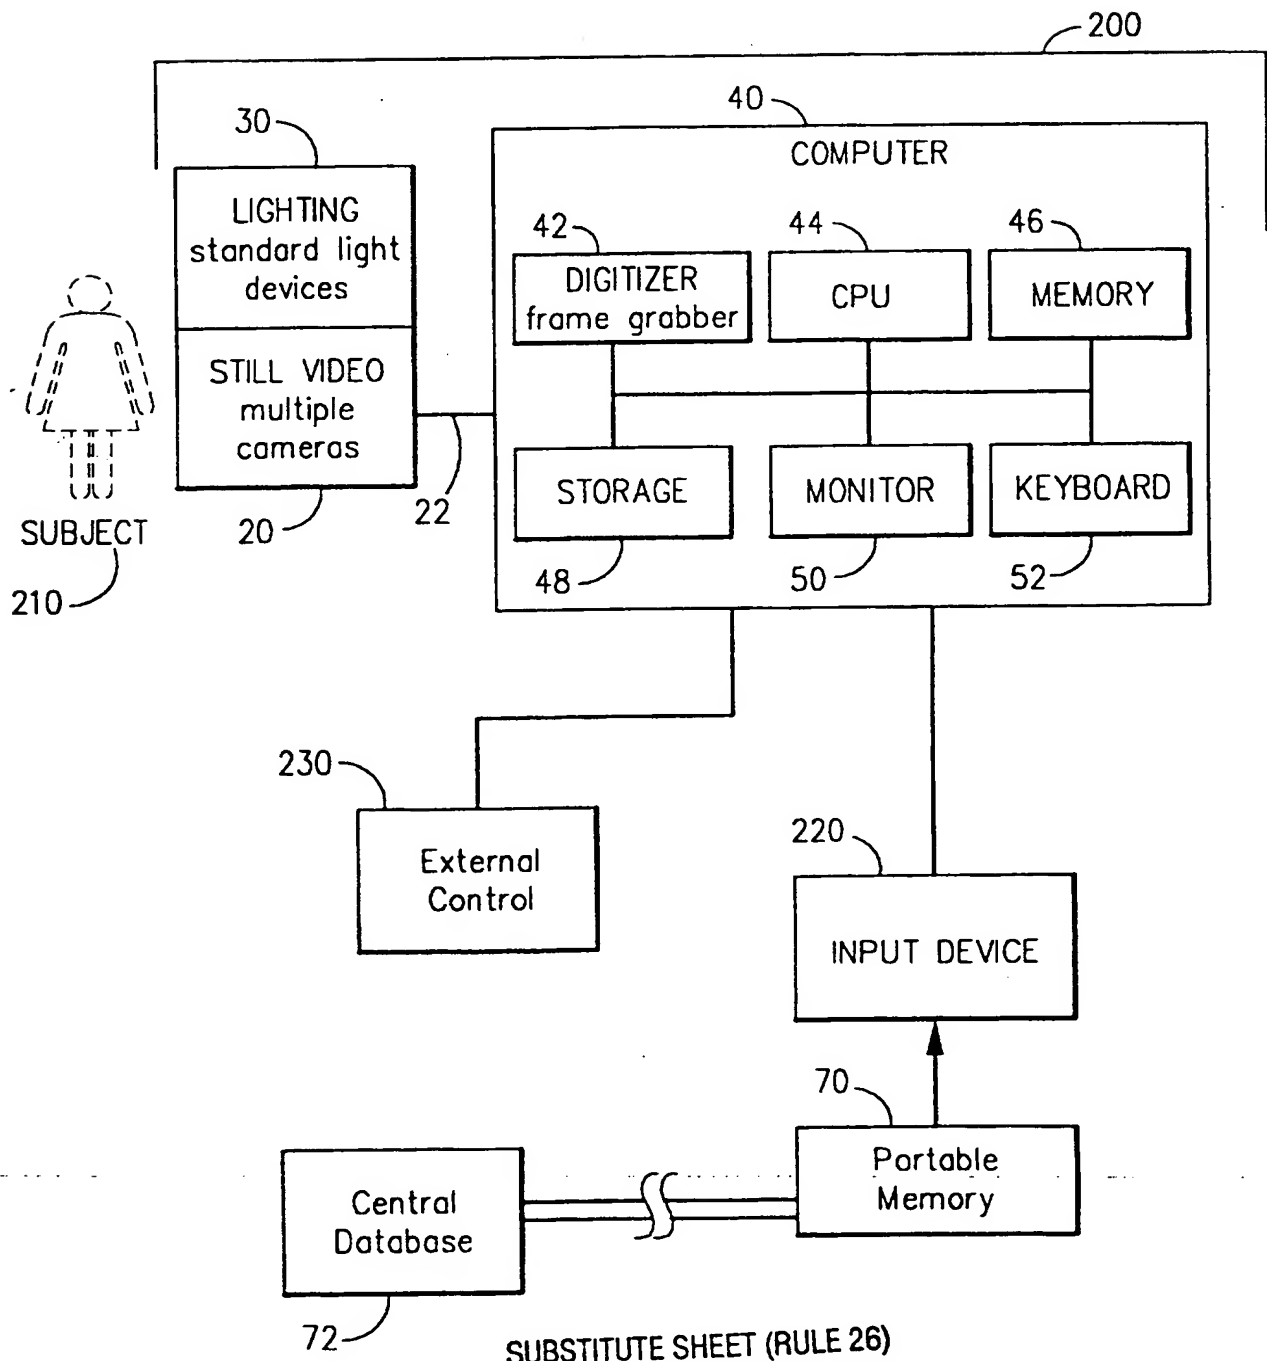 200
30
40
COMPUTER
LIGHTING
standard light
devices
42
44
46
DIGITIZER
frame grabber
CPU
MEMORY
STILL VIDEO
multiple
cameras
STORAGE
MONITOR
KEYBOARD
SUBJECT
20
22
48
50
52
210
230
External
Control
220
INPUT DEVICE
70
Portable
Memory
Central
Database
72
SUBSTITUTE SHEET (RULE 26)